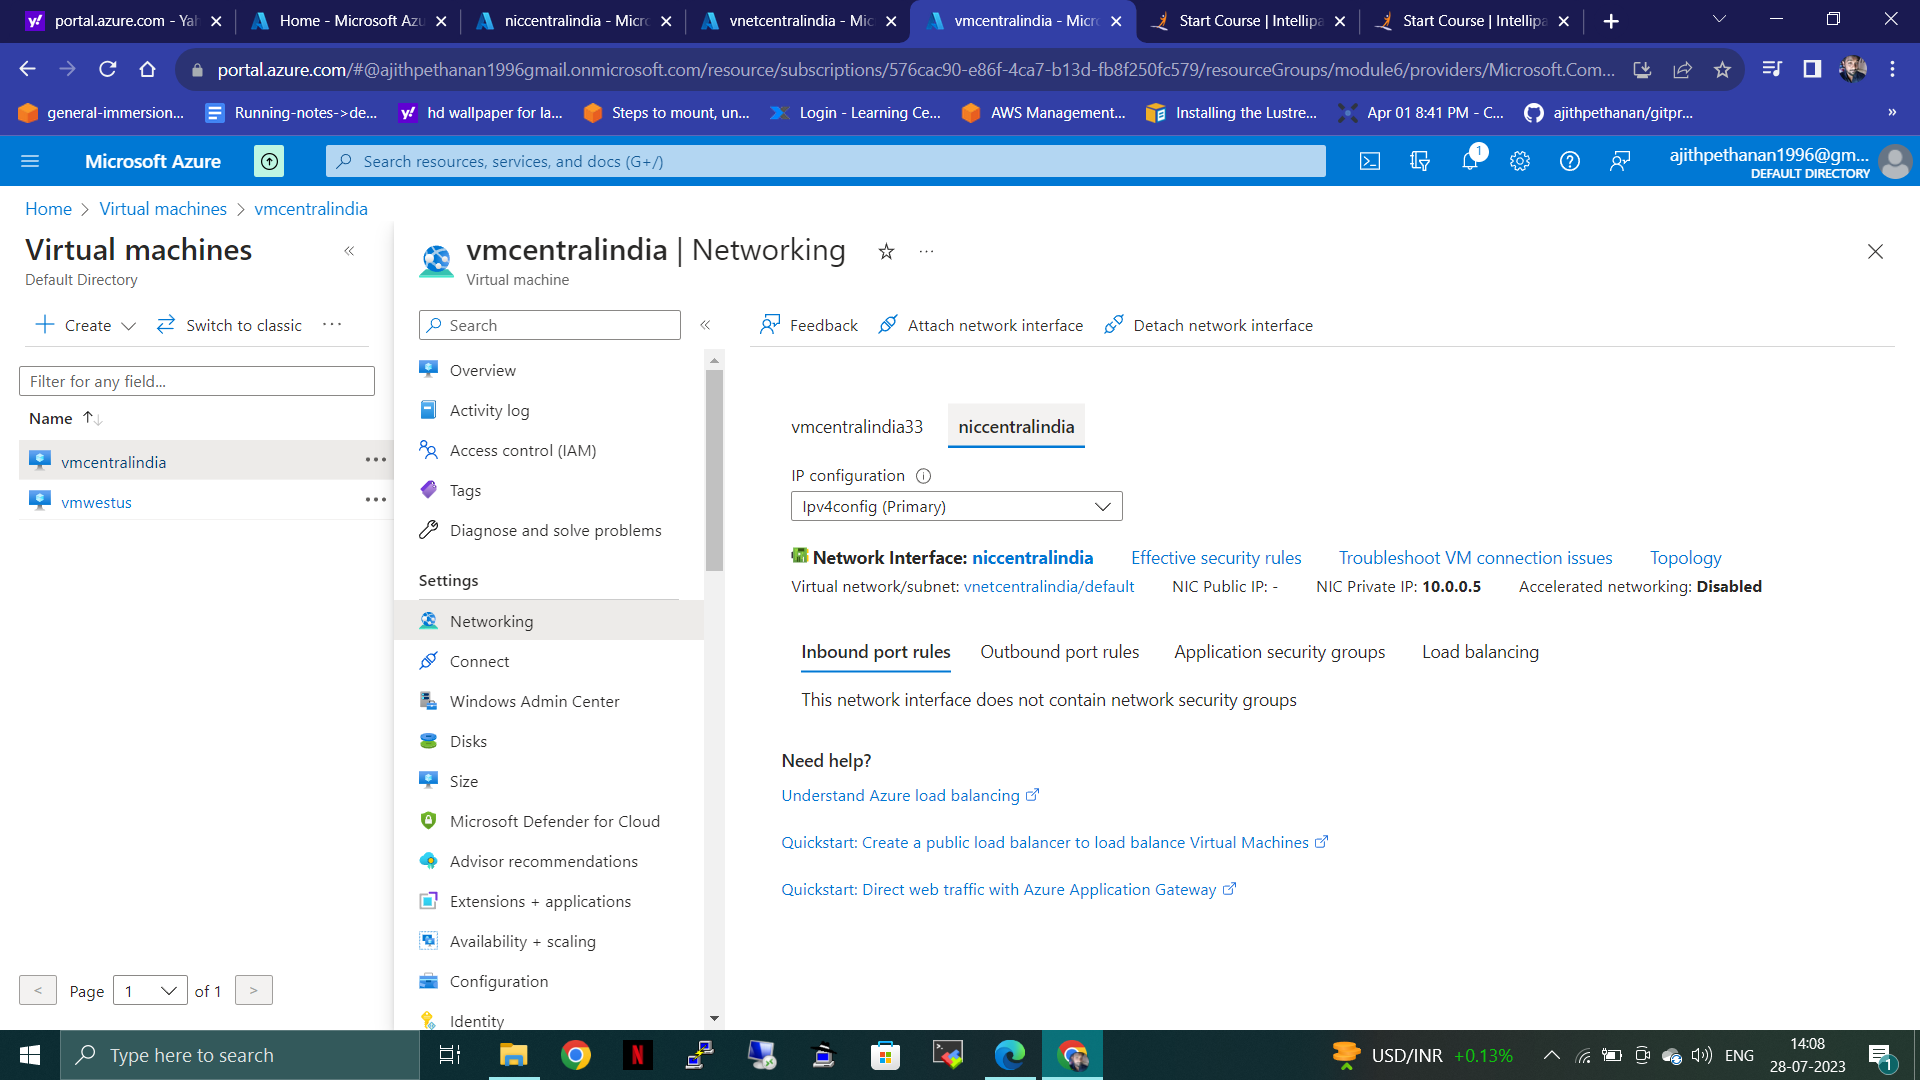 portal.azure.com - Yah
Home - Microsoft Azu
niccentralindia - Micro
vnetcentralindia - Mic
vmcentralindia - Micro
Start Course | Intellipa
Start Course | Intellipa
portal.azure.com/#@ajithpethanan1996gmail.onmicrosoft.com/resource/subscriptions/576cac90-e86f-4ca7-b13d-fb8f250fc579/resourceGroups/module6/providers/Microsoft.Com...
general-immersion...
Running-notes->de...
hd wallpaper for la...
Steps to mount, un...
Login - Learning Ce...
AWS Management...
Installing the Lustre...
Apr 01 8:41 PM - C...
ajithpethanan/gitpr...
»
Microsoft Azure
Search resources, services, and docs (G+/)
1
ajithpethanan1996@gm...
DEFAULT DIRECTORY
Home > Virtual machines > vmcentralindia
Virtual machines
Default Directory
Create
Switch to classic
...
Filter for any field...
Name
vmcentralindia
vmwestus
< Page 1 of 1 >
vmcentralindia | Networking
Virtual machine
Search
Overview
Activity log
Access control (IAM)
Tags
Diagnose and solve problems
Settings
Networking
Connect
Windows Admin Center
Disks
Size
Microsoft Defender for Cloud
Advisor recommendations
Extensions + applications
Availability + scaling
Configuration
Identity
Feedback
Attach network interface
Detach network interface
vmcentralindia33
niccentralindia
IP configuration
Ipv4config (Primary)
Network Interface: niccentralindia
Effective security rules
Troubleshoot VM connection issues
Topology
Virtual network/subnet: vnetcentralindia/default
NIC Public IP: -
NIC Private IP: 10.0.0.5
Accelerated networking: Disabled
Inbound port rules
Outbound port rules
Application security groups
Load balancing
This network interface does not contain network security groups
Need help?
Understand Azure load balancing
Quickstart: Create a public load balancer to load balance Virtual Machines
Quickstart: Direct web traffic with Azure Application Gateway
Type here to search
USD/INR +0.13%
ENG
14:08
28-07-2023
1